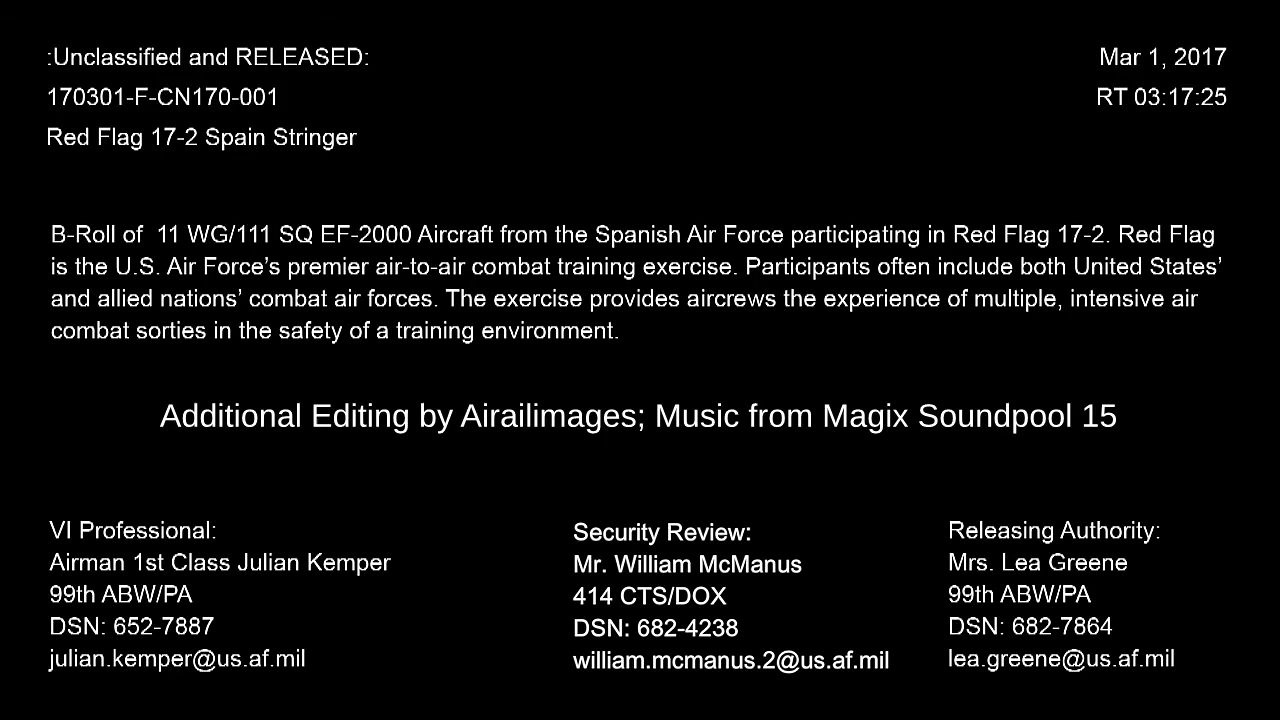 :Unclassified and RELEASED:
Mar 1, 2017
170301-F-CN170-001
RT 03:17:25
Red Flag 17-2 Spain Stringer
B-Roll of  11 WG/111 SQ EF-2000 Aircraft from the Spanish Air Force participating in Red Flag 17-2. Red Flag
is the U.S. Air Force’s premier air-to-air combat training exercise. Participants often include both United States’
and allied nations’ combat air forces. The exercise provides aircrews the experience of multiple, intensive air
combat sorties in the safety of a training environment.
Additional Editing by Airailimages; Music from Magix Soundpool 15
VI Professional:
Airman 1st Class Julian Kemper
99th ABW/PA
DSN: 652-7887
julian.kemper@us.af.mil
Security Review:
Mr. William McManus
414 CTS/DOX
DSN: 682-4238
william.mcmanus.2@us.af.mil
Releasing Authority:
Mrs. Lea Greene
99th ABW/PA
DSN: 682-7864
lea.greene@us.af.mil